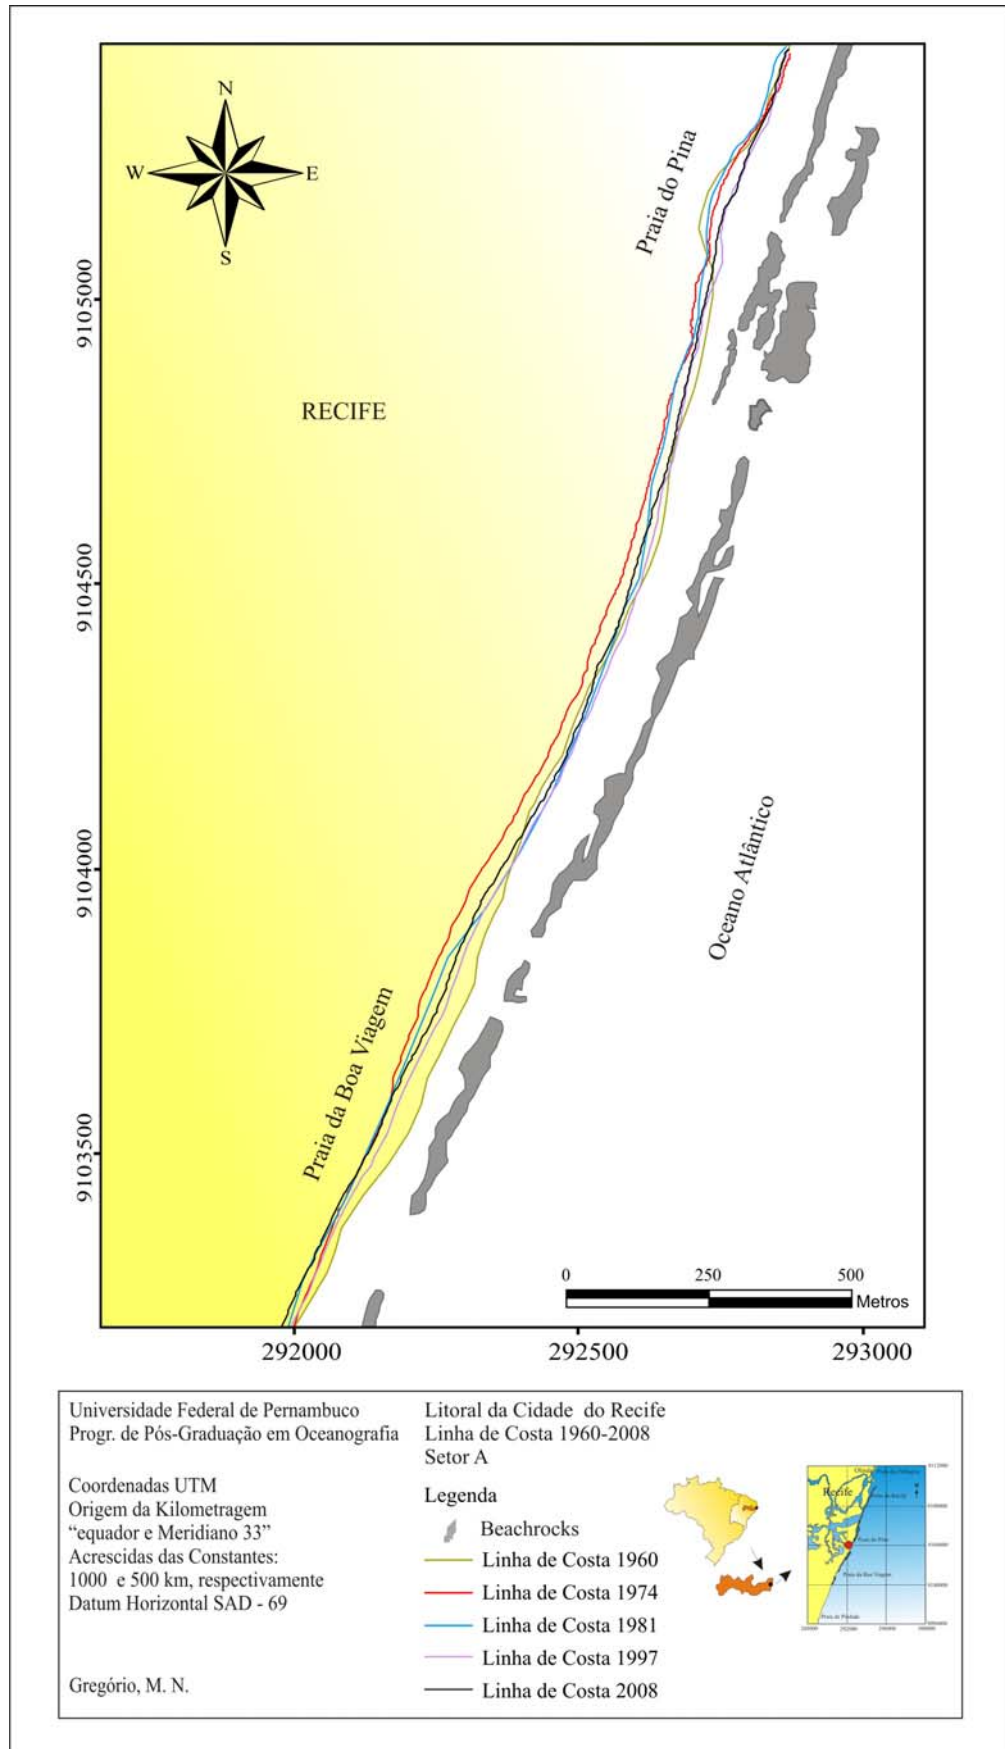 N
W
E
S
Praia do Pina
9105000
RECIFE
9104500
Oceano Atlântico
9104000
Praia da Boa Viagem
9103500
0 250 500
Metros
292000 292500 293000
Universidade Federal de Pernambuco
Progr. de Pós-Graduação em Oceanografia
Coordenadas UTM
Origem da Kilometragem
“equador e Meridiano 33”
Acrescidas das Constantes:
1000 e 500 km, respectivamente
Datum Horizontal SAD - 69
Gregório, M. N.
Litoral da Cidade do Recife
Linha de Costa 1960-2008
Setor A
Legenda
Beachrocks
Linha de Costa 1960
Linha de Costa 1974
Linha de Costa 1981
Linha de Costa 1997
Linha de Costa 2008
Recife